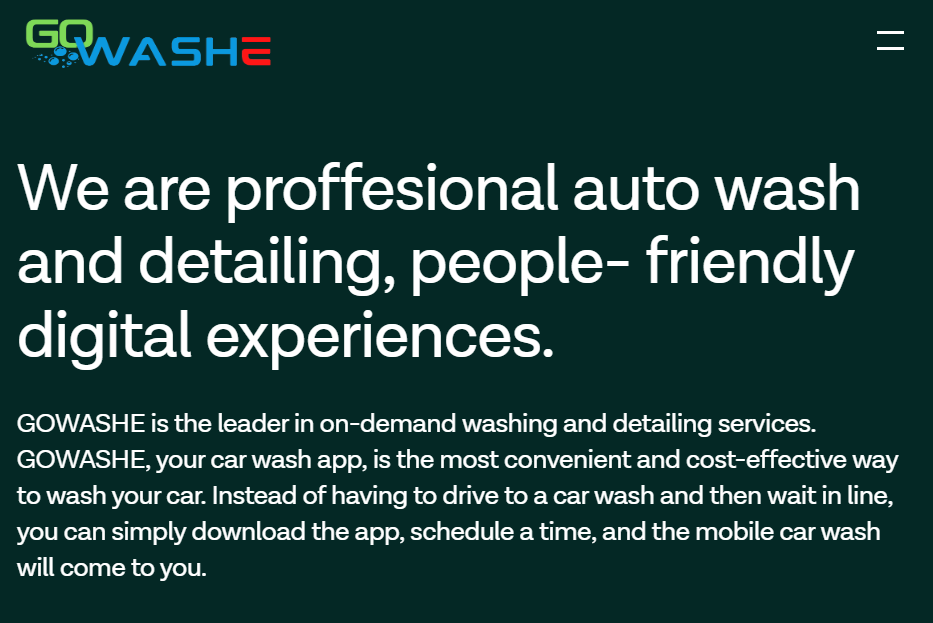 GOWASHE
We are proffesional auto wash
and detailing, people- friendly
digital experiences.
GOWASHE is the leader in on-demand washing and detailing services.
GOWASHE, your car wash app, is the most convenient and cost-effective way
to wash your car. Instead of having to drive to a car wash and then wait in line,
you can simply download the app, schedule a time, and the mobile car wash
will come to you.